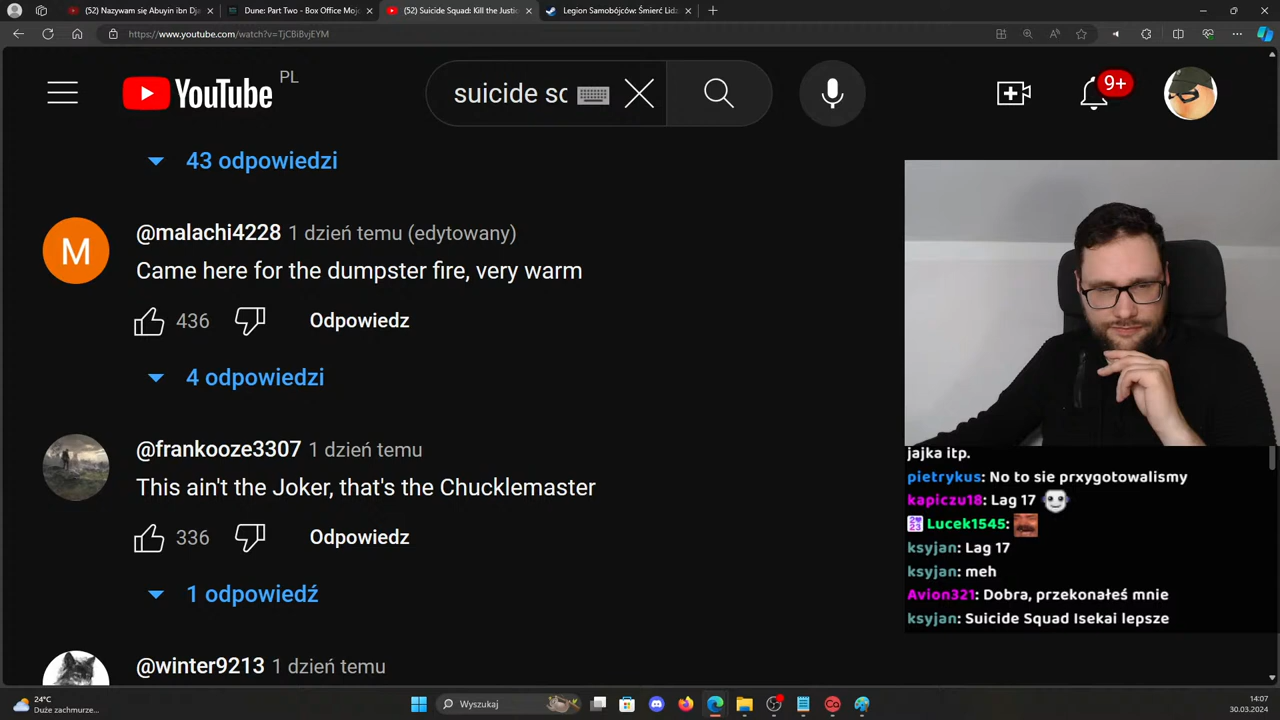 (52) Nazywam się Abuyin ibn Dja
Dune: Part Two - Box Office Mojo
(52) Suicide Squad: Kill the Justic
Legion Samobójców: Śmierć Lidz
https://www.youtube.com/watch?v=TjCBiBvjEYM
YouTube PL
suicide sc
9+
43 odpowiedzi
@malachi4228 1 dzień temu (edytowany)
M
Came here for the dumpster fire, very warm
436 Odpowiedz
4 odpowiedzi
@frankooze3307 1 dzień temu
This ain't the Joker, that's the Chucklemaster
336 Odpowiedz
1 odpowiedź
@winter9213 1 dzień temu
jajka itp.
pietrykus: No to sie prxygotowalismy
kapiczu18: Lag 17
Lucek1545:
ksyjan: Lag 17
ksyjan: meh
Avion321: Dobra, przekonałeś mnie
ksyjan: Suicide Squad Isekai lepsze
24°C
Duże zachmurze...
Wyszukaj
14:07
30.03.2024